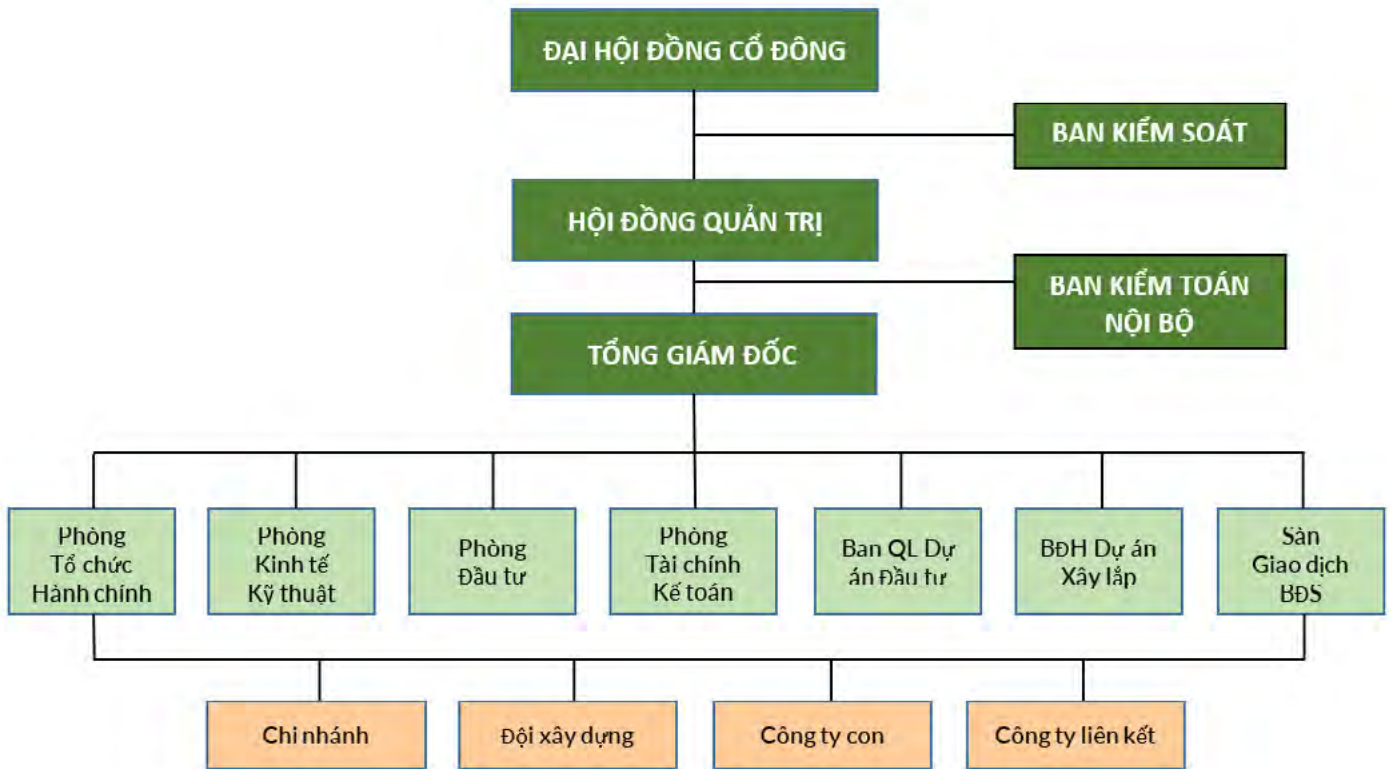 ĐẠI HỘI ĐỒNG CỔ ĐÔNG
BAN KIỂM SOÁT
HỘI ĐỒNG QUẢN TRỊ
BAN KIỂM TOÁN
NỘI BỘ
TỔNG GIÁM ĐỐC
Phòng
Tổ chức
Hành chính
Phòng
Kinh tế
Kỹ thuật
Phòng
Đầu tư
Phòng
Tài chính
Kế toán
Ban QL Dự
án Đầu tư
BĐH Dự án
Xây lắp
Sàn
Giao dịch
BĐS
Chi nhánh
Đội xây dựng
Công ty con
Công ty liên kết